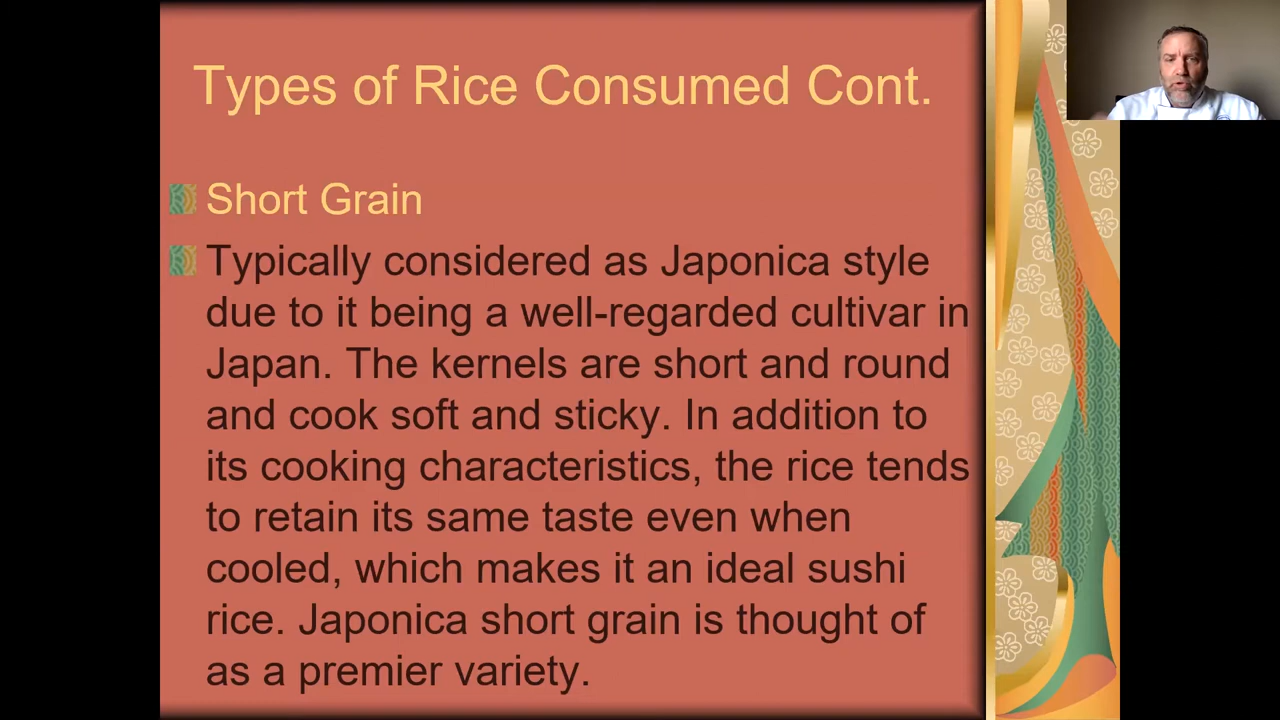 Types of Rice Consumed Cont.
Short Grain
Typically considered as Japonica style
due to it being a well-regarded cultivar in
Japan. The kernels are short and round
and cook soft and sticky. In addition to
its cooking characteristics, the rice tends
to retain its same taste even when
cooled, which makes it an ideal sushi
rice. Japonica short grain is thought of
as a premier variety.